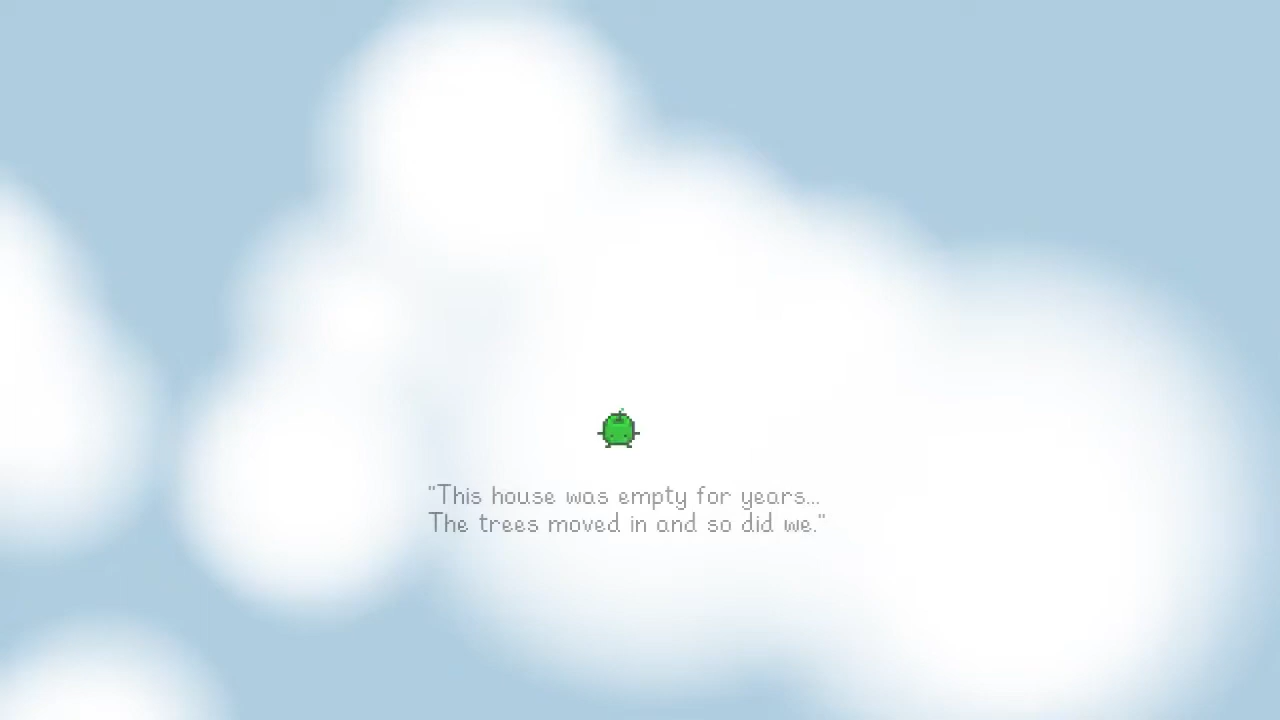 "This house was empty for years...
The trees moved in and so did we."